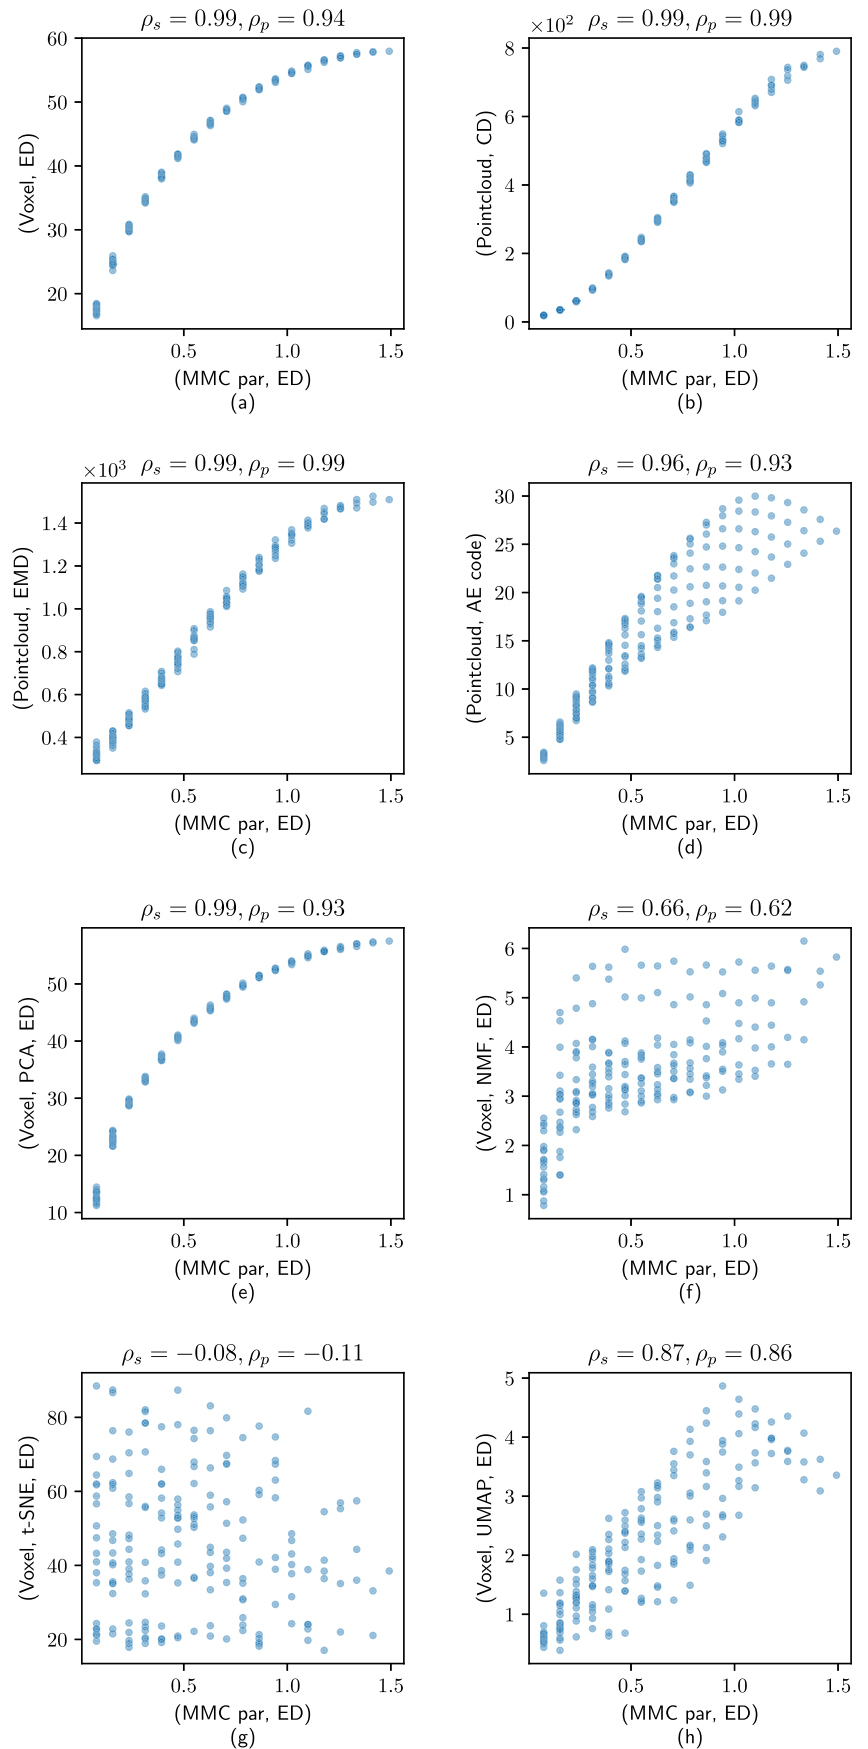 ρs = 0.99, ρp = 0.94
60
50
40
30
20
(Voxel, ED)
0.5 1.0 1.5
(MMC par, ED)
(a)
×10² ρs = 0.99, ρp = 0.99
8
6
4
2
0
(Pointcloud, CD)
0.5 1.0 1.5
(MMC par, ED)
(b)
×10³ ρs = 0.99, ρp = 0.99
1.4
1.2
1.0
0.8
0.6
0.4
(Pointcloud, EMD)
0.5 1.0 1.5
(MMC par, ED)
(c)
ρs = 0.96, ρp = 0.93
30
25
20
15
10
5
(Pointcloud, AE code)
0.5 1.0 1.5
(MMC par, ED)
(d)
ρs = 0.99, ρp = 0.93
50
40
30
20
10
(Voxel, PCA, ED)
0.5 1.0 1.5
(MMC par, ED)
(e)
ρs = 0.66, ρp = 0.62
6
5
4
3
2
1
(Voxel, NMF, ED)
0.5 1.0 1.5
(MMC par, ED)
(f)
ρs = −0.08, ρp = −0.11
80
60
40
20
(Voxel, t-SNE, ED)
0.5 1.0 1.5
(MMC par, ED)
(g)
ρs = 0.87, ρp = 0.86
5
4
3
2
1
(Voxel, UMAP, ED)
0.5 1.0 1.5
(MMC par, ED)
(h)